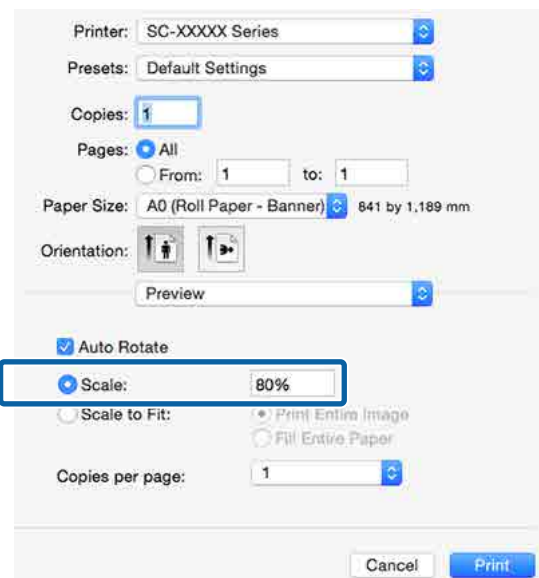 Printer: SC-XXXXX Series
Presets: Default Settings
Copies: 1
Pages: All
From: 1 to: 1
Paper Size: A0 (Roll Paper - Banner) 841 by 1,189 mm
Orientation:
Preview
Auto Rotate
Scale: 80%
Scale to Fit: Print Entire Image
Fill Entire Paper
Copies per page: 1
Cancel Print